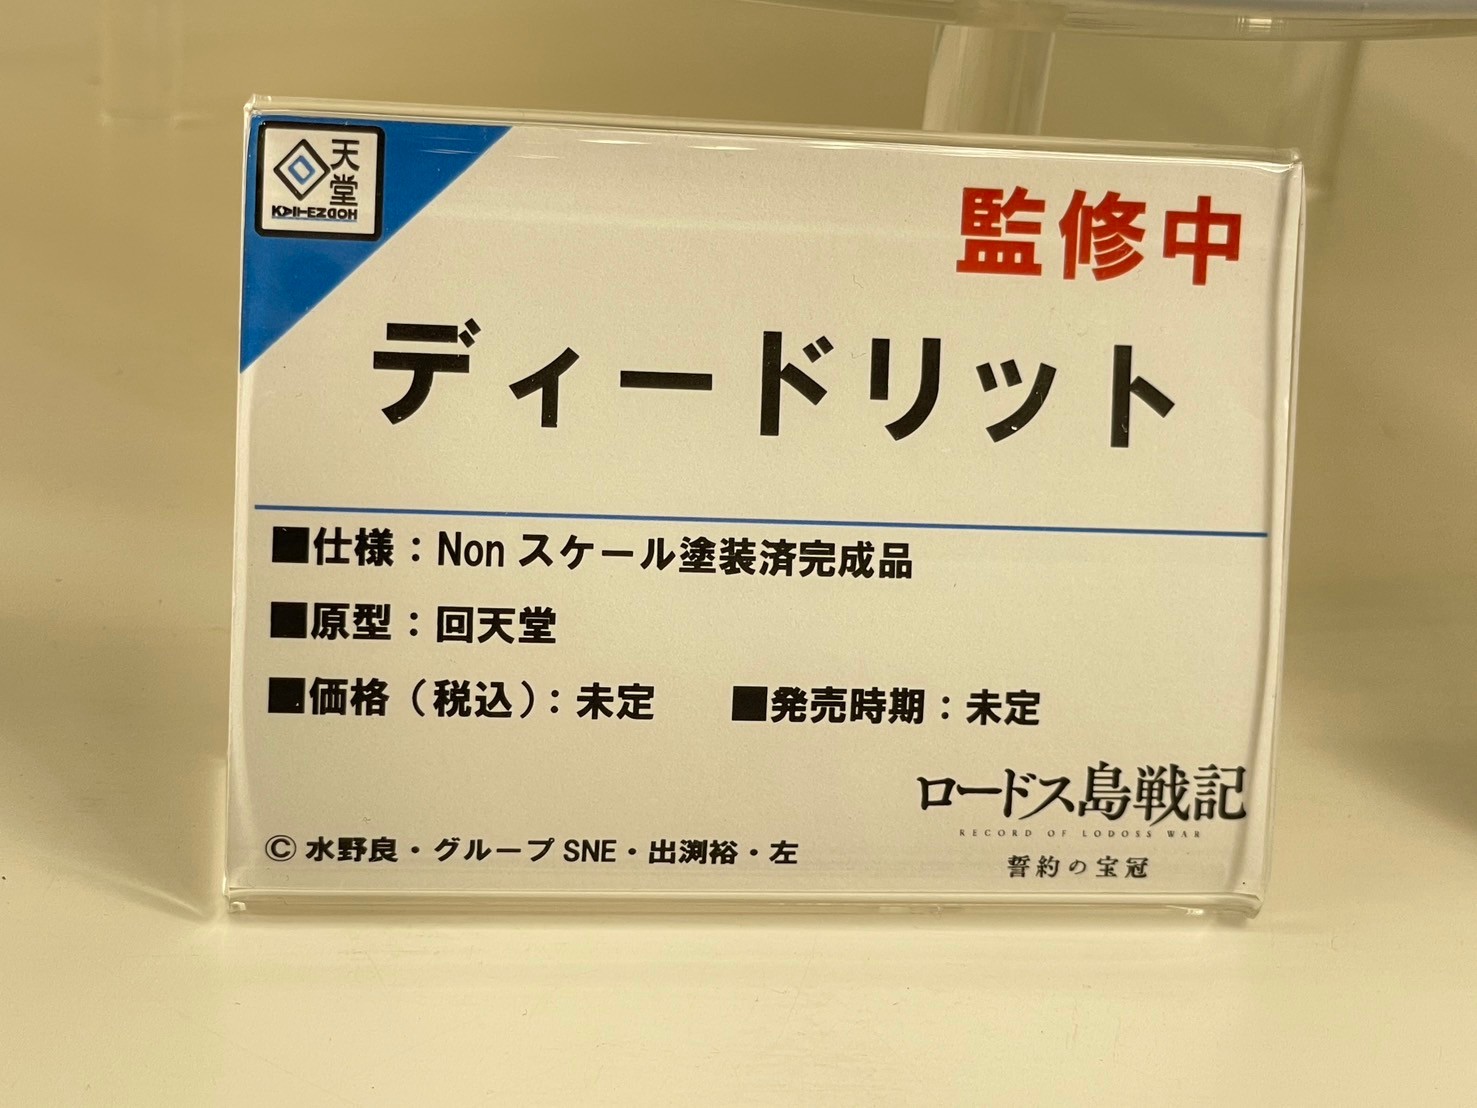 天堂
KAITENDOH
監修中
ディードリット
■仕様：Non スケール塗装済完成品
■原型：回天堂
■価格（税込）：未定 ■発売時期：未定
ロードス島戦記
RECORD OF LODOSS WAR
誓約の宝冠
©水野良・グループSNE・出渕裕・左